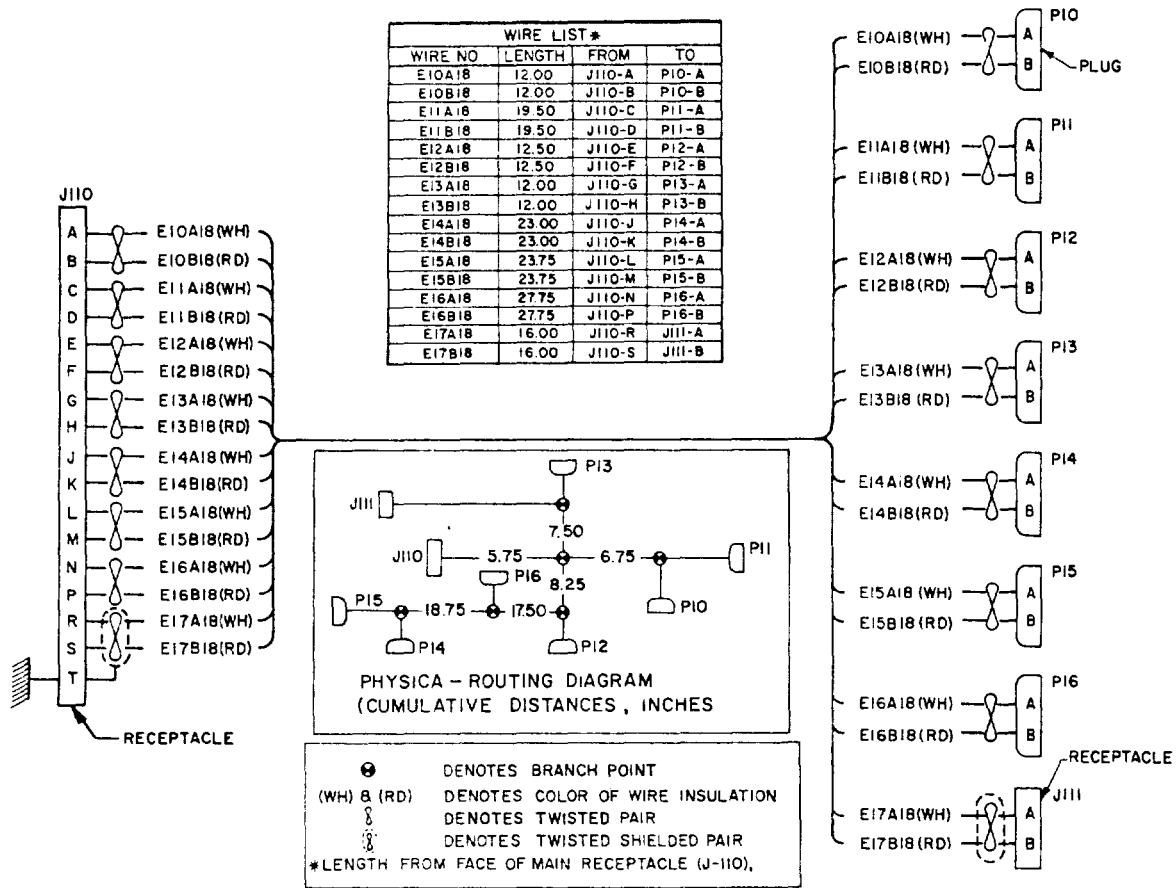 WIRE LIST*
WIRE NO LENGTH FROM TO
E10A18 12.00 J110-A P10-A
E10B18 12.00 J110-B P10-B
E11A18 19.50 J110-C P11-A
E11B18 19.50 J110-D P11-B
E12A18 12.50 J110-E P12-A
E12B18 12.50 J110-F P12-B
E13A18 12.00 J110-G P13-A
E13B18 12.00 J110-H P13-B
E14A18 23.00 J110-J P14-A
E14B18 23.00 J110-K P14-B
E15A18 23.75 J110-L P15-A
E15B18 23.75 J110-M P15-B
E16A18 27.75 J110-N P16-A
E16B18 27.75 J110-P P16-B
E17A18 16.00 J110-R J111-A
E17B18 16.00 J110-S J111-B
J110
A E10A18(WH)
B E10B18(RD)
C E11A18(WH)
D E11B18(RD)
E E12A18(WH)
F E12B18(RD)
G E13A18(WH)
H E13B18(RD)
J E14A18(WH)
K E14B18(RD)
L E15A18(WH)
M E15B18(RD)
N E16A18(WH)
P E16B18(RD)
R E17A18(WH)
S E17B18(RD)
T
RECEPTACLE
P10
E10A18(WH) A
E10B18(RD) B
PLUG
P11
E11A18(WH) A
E11B18(RD) B
P12
E12A18(WH) A
E12B18(RD) B
P13
E13A18(WH) A
E13B18(RD) B
P14
E14A18(WH) A
E14B18(RD) B
P15
E15A18(WH) A
E15B18(RD) B
P16
E16A18(WH) A
E16B18(RD) B
RECEPTACLE
J111
E17A18(WH) A
E17B18(RD) B
P13
J111
7.50
J110 5.75 6.75 P11
P16 8.25
P15 18.75 17.50 P10
P14 P12
PHYSICA - ROUTING DIAGRAM
(CUMULATIVE DISTANCES, INCHES
DENOTES BRANCH POINT
(WH) & (RD) DENOTES COLOR OF WIRE INSULATION
DENOTES TWISTED PAIR
DENOTES TWISTED SHIELDED PAIR
*LENGTH FROM FACE OF MAIN RECEPTACLE (J-110),